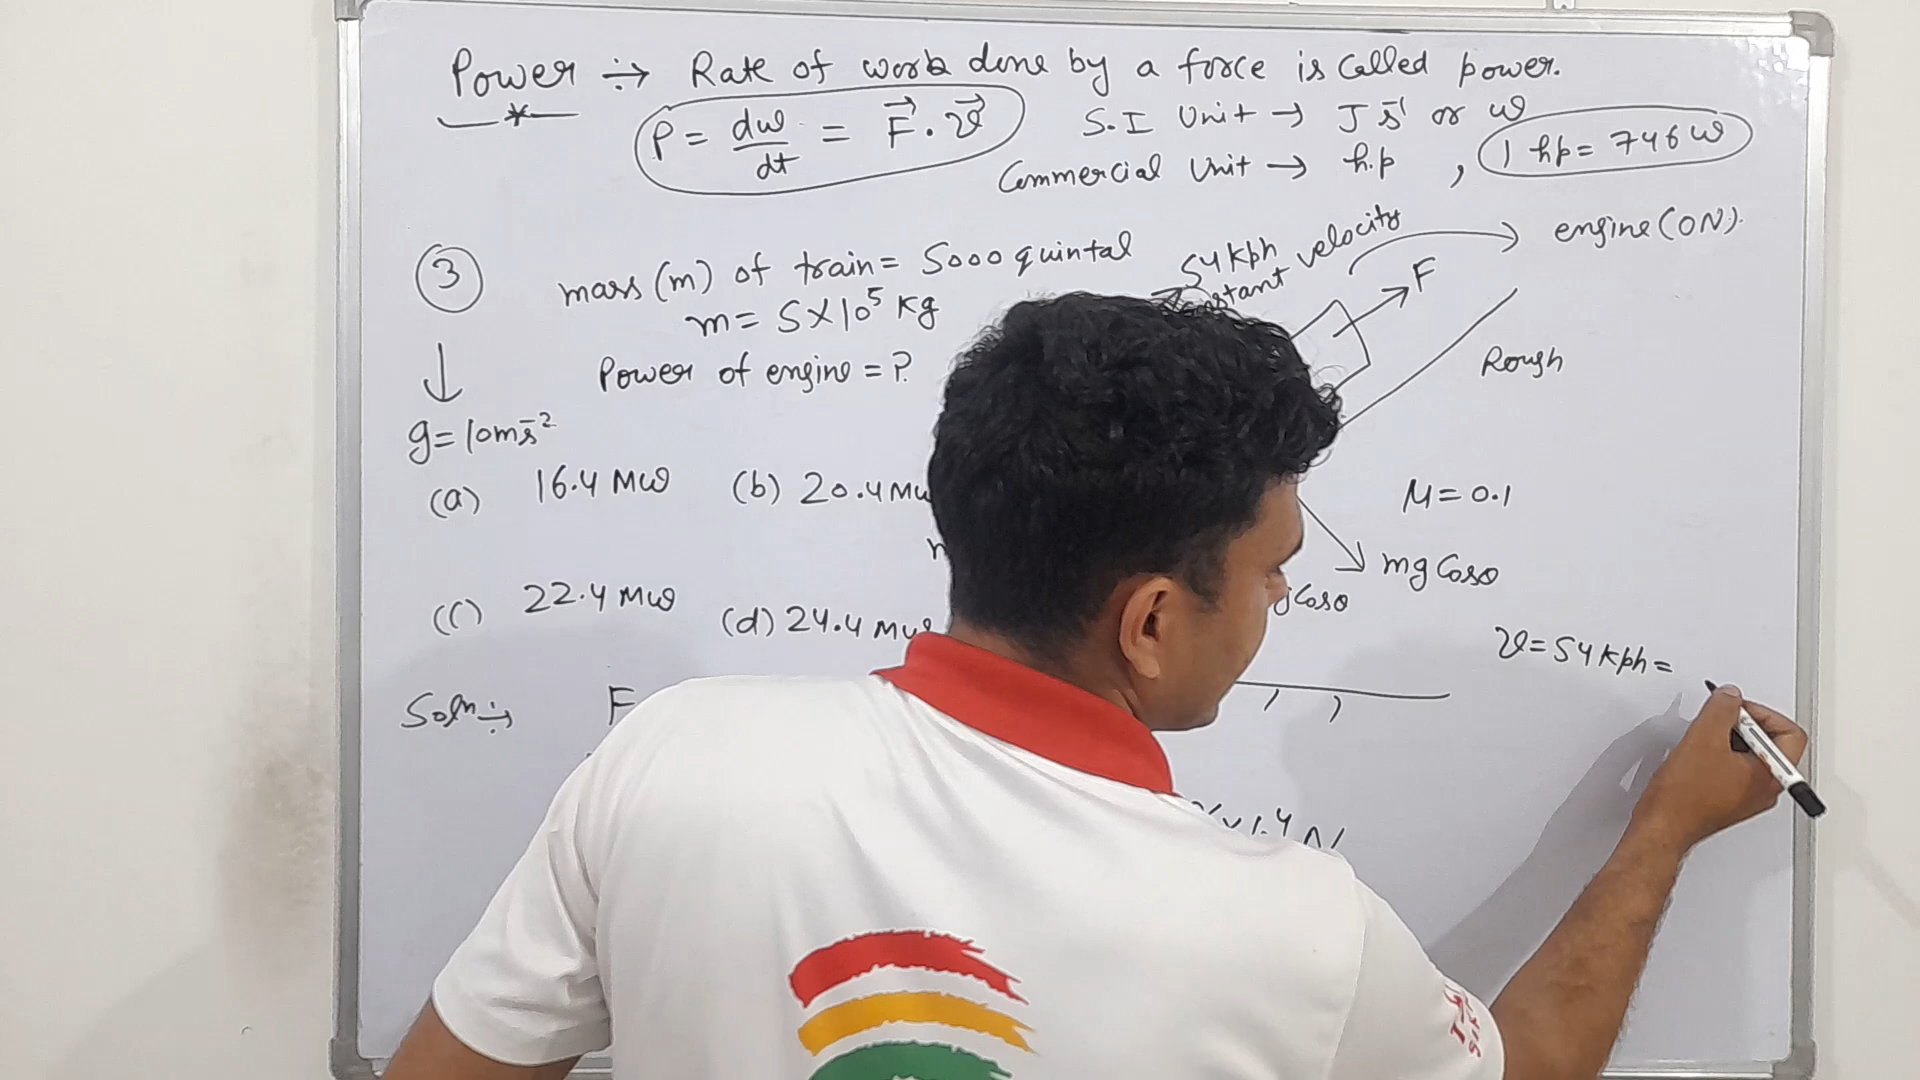 Power ÷→ Rate of work done by a force is called power.
P = dw/dt = F⃗ . v⃗
S.I Unit → J s⁻¹ or W
Commercial Unit → h.p , 1 hp = 746 W
3
mass (m) of train = 5000 quintal
m = 5×10⁵ kg
Power of engine = ?
g = 10 m s⁻²
54 kph
velocity
engine (ON).
F
Rough
μ = 0.1
mg Cosθ
(a) 16.4 MW (b) 20.4
(c) 22.4 MW (d) 24.4 MW
v = 54 kph =
Soln ÷→ F
1.4 N